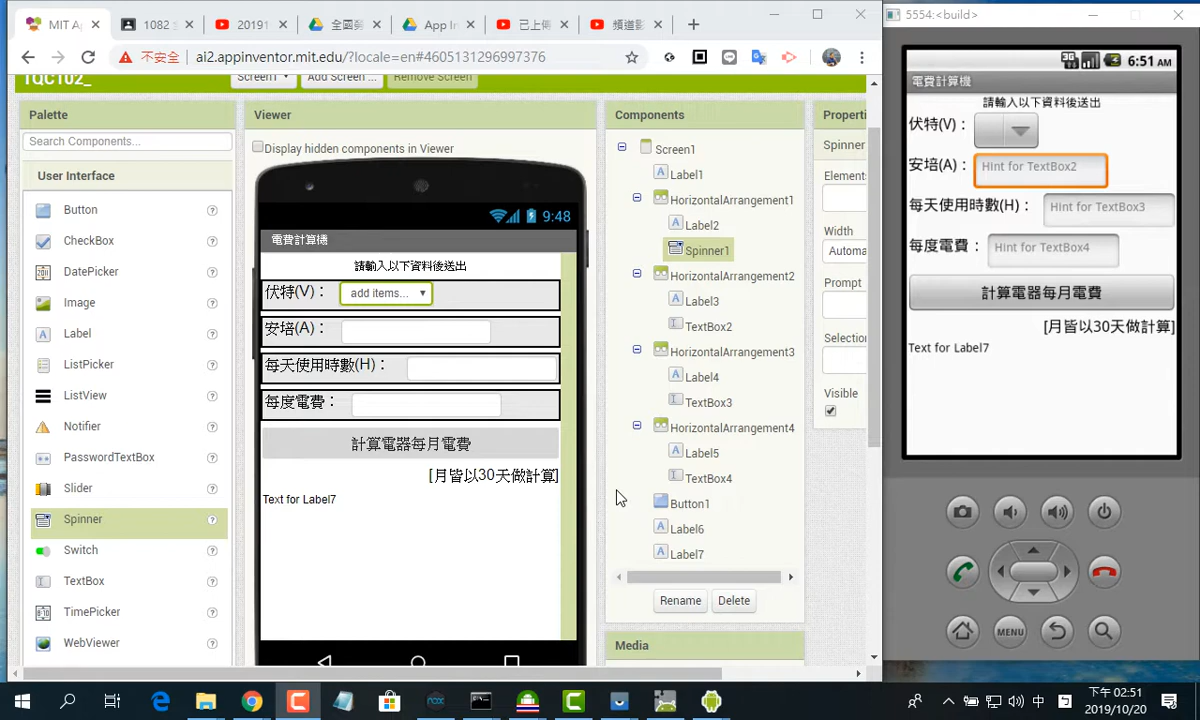 MIT A
1082
20191
全國勞
App In
已上傳
頻道影
5554:<build>
不安全
ai2.appinventor.mit.edu/?locale=en#4605131296997376
TQC102_
Screen1
Add Screen ...
Remove Screen
Palette
Search Components...
User Interface
Button
CheckBox
DatePicker
Image
Label
ListPicker
ListView
Notifier
PasswordTextBox
Slider
Spinner
Switch
TextBox
TimePicker
WebViewer
Viewer
Display hidden components in Viewer
9:48
電費計算機
請輸入以下資料後送出
伏特(V)：
add items...
安培(A)：
每天使用時數(H)：
每度電費：
計算電器每月電費
[月皆以30天做計算]
Text for Label7
Components
Screen1
Label1
HorizontalArrangement1
Label2
Spinner1
HorizontalArrangement2
Label3
TextBox2
HorizontalArrangement3
Label4
TextBox3
HorizontalArrangement4
Label5
TextBox4
Button1
Label6
Label7
Rename
Delete
Media
Properti
Spinner
Element
Width
Automa
Prompt
Selection
Visible
3G
6:51 AM
電費計算機
請輸入以下資料後送出
伏特(V)：
安培(A)：
Hint for TextBox2
每天使用時數(H)：
Hint for TextBox3
每度電費：
Hint for TextBox4
計算電器每月電費
[月皆以30天做計算]
Text for Label7
MENU
nox
中
下午 02:51
2019/10/20